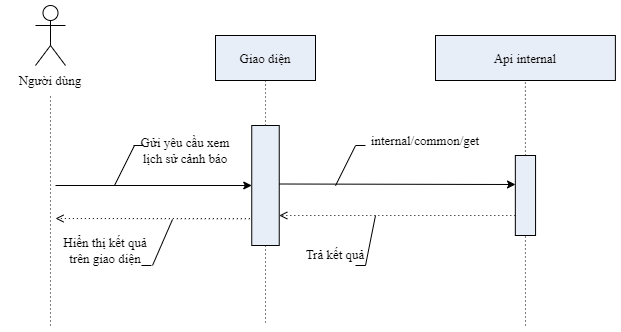 Người dùng
Giao diện
Api internal
Gửi yêu cầu xem
lịch sử cảnh báo
internal/common/get
Hiển thị kết quả
trên giao diện
Trả kết quả